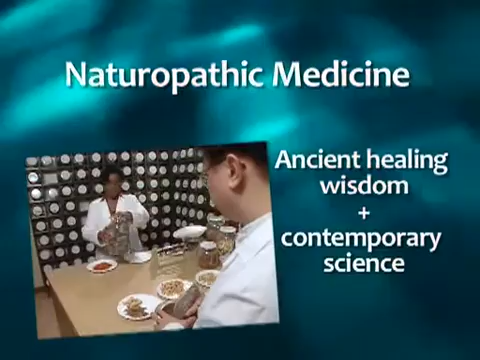 Naturopathic Medicine
Ancient healing
wisdom
+
contemporary
science